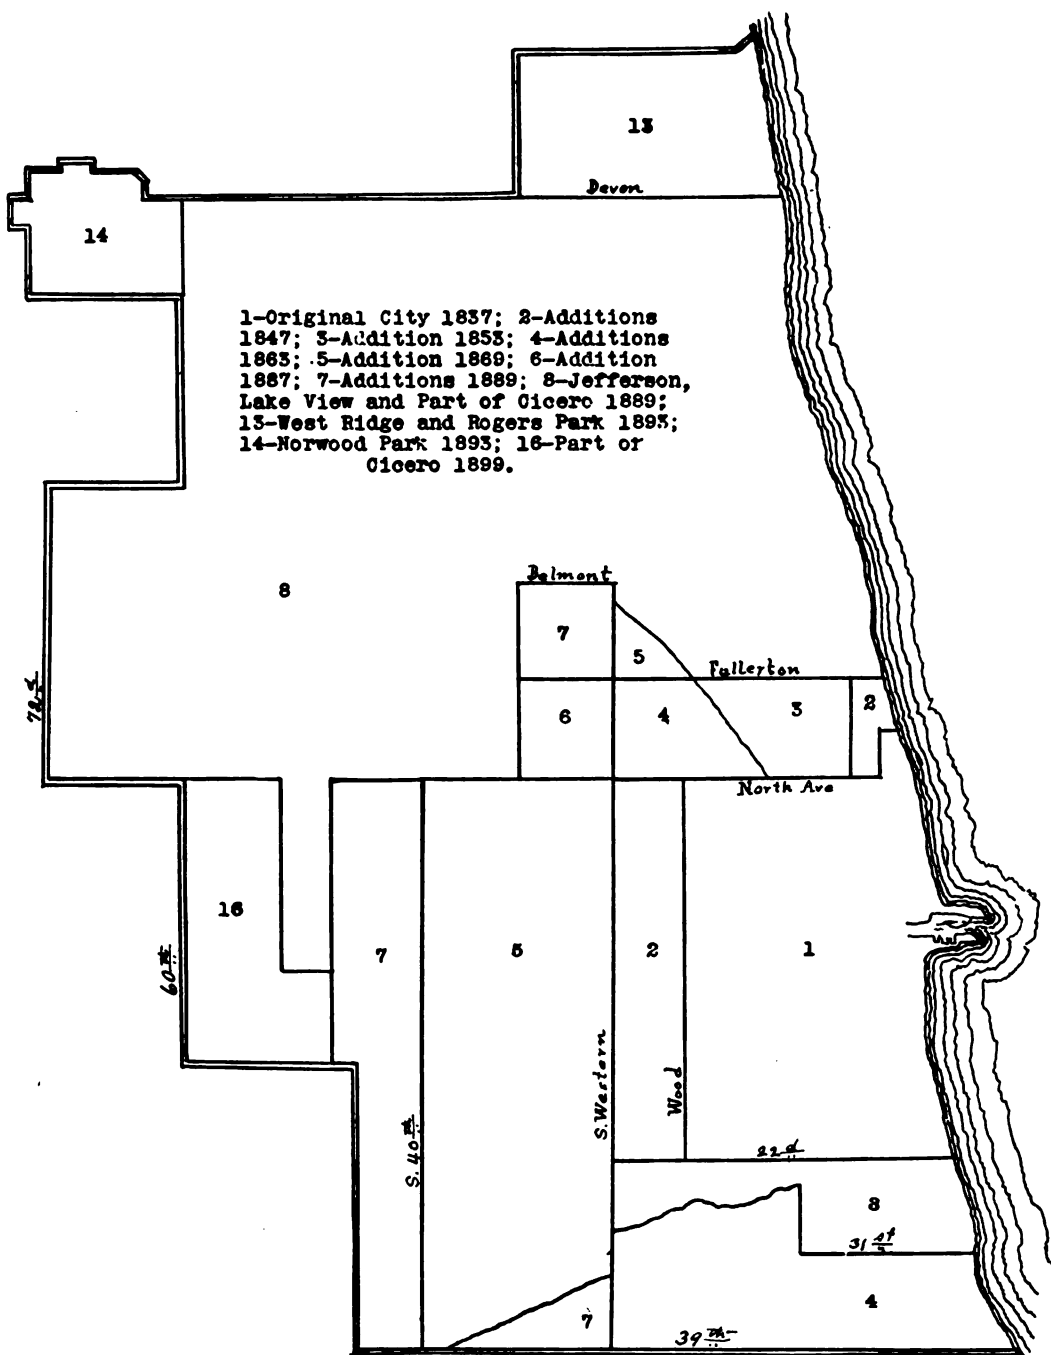 13
Devon
14
1-Original City 1837; 2-Additions
1847; 3-Addition 1853; 4-Additions
1863; 5-Addition 1869; 6-Addition
1887; 7-Additions 1889; 8-Jefferson,
Lake View and Part of Cicero 1889;
13-West Ridge and Rogers Park 1893;
14-Norwood Park 1893; 16-Part of
Cicero 1899.
Belmont
8
7
5
Fullerton
72d
6
4
3
2
North Ave
16
7
5
2
1
60th
S. Western
Wood
S. 40th
22d
3
31st
4
7
39th